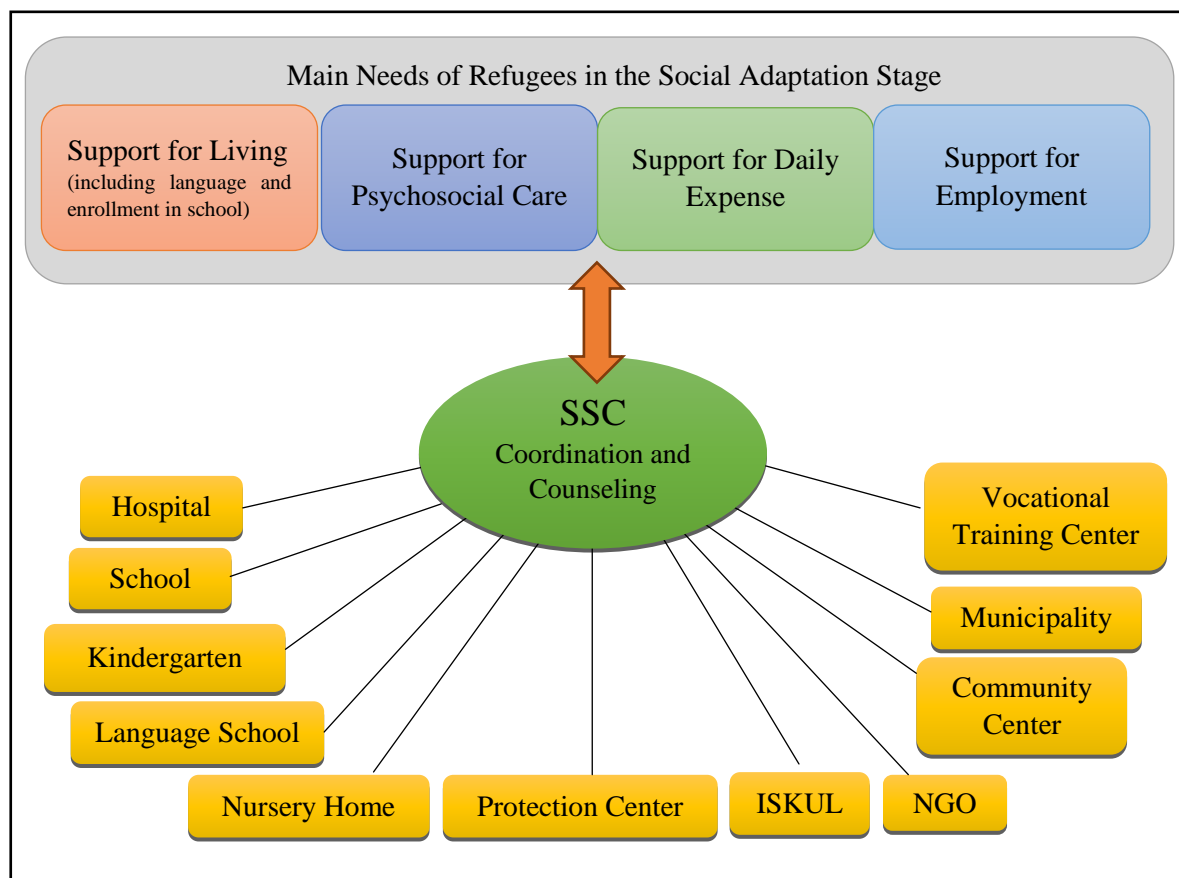 Main Needs of Refugees in the Social Adaptation Stage
Support for Living
(including language and
enrollment in school)
Support for
Psychosocial Care
Support for Daily
Expense
Support for
Employment
SSC
Coordination and
Counseling
Hospital
School
Kindergarten
Language School
Nursery Home
Protection Center
ISKUL
NGO
Community
Center
Municipality
Vocational
Training Center